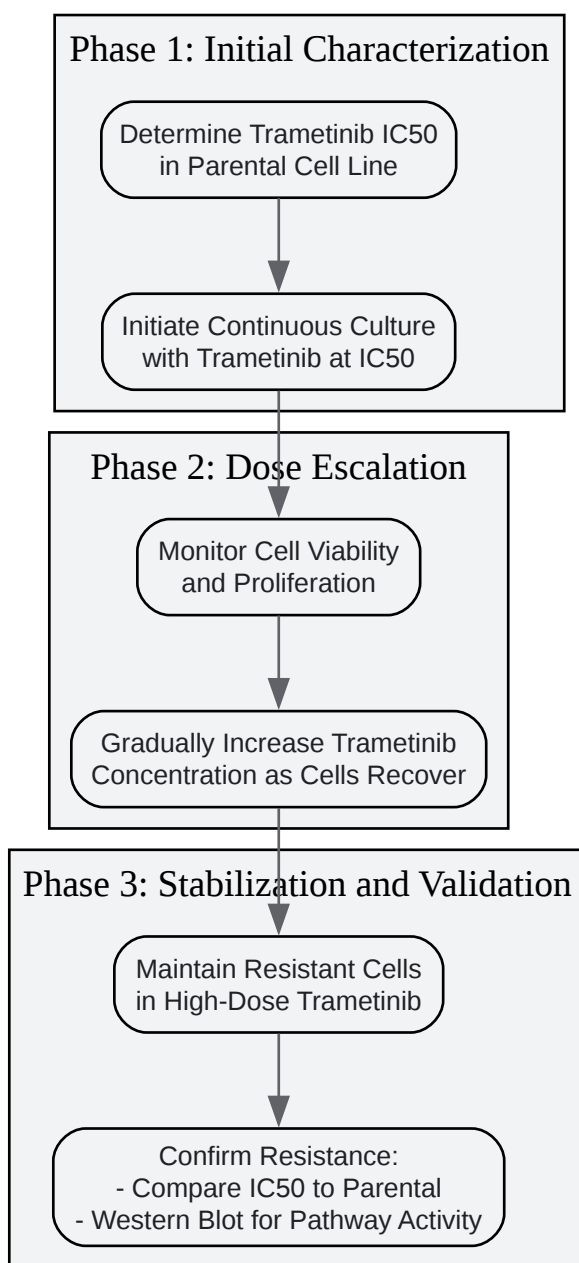 Phase 1: Initial Characterization
Determine Trametinib IC50
in Parental Cell Line
Initiate Continuous Culture
with Trametinib at IC50
Phase 2: Dose Escalation
Monitor Cell Viability
and Proliferation
Gradually Increase Trametinib
Concentration as Cells Recover
Phase 3: Stabilization and Validation
Maintain Resistant Cells
in High-Dose Trametinib
Confirm Resistance:
- Compare IC50 to Parental
- Western Blot for Pathway Activity